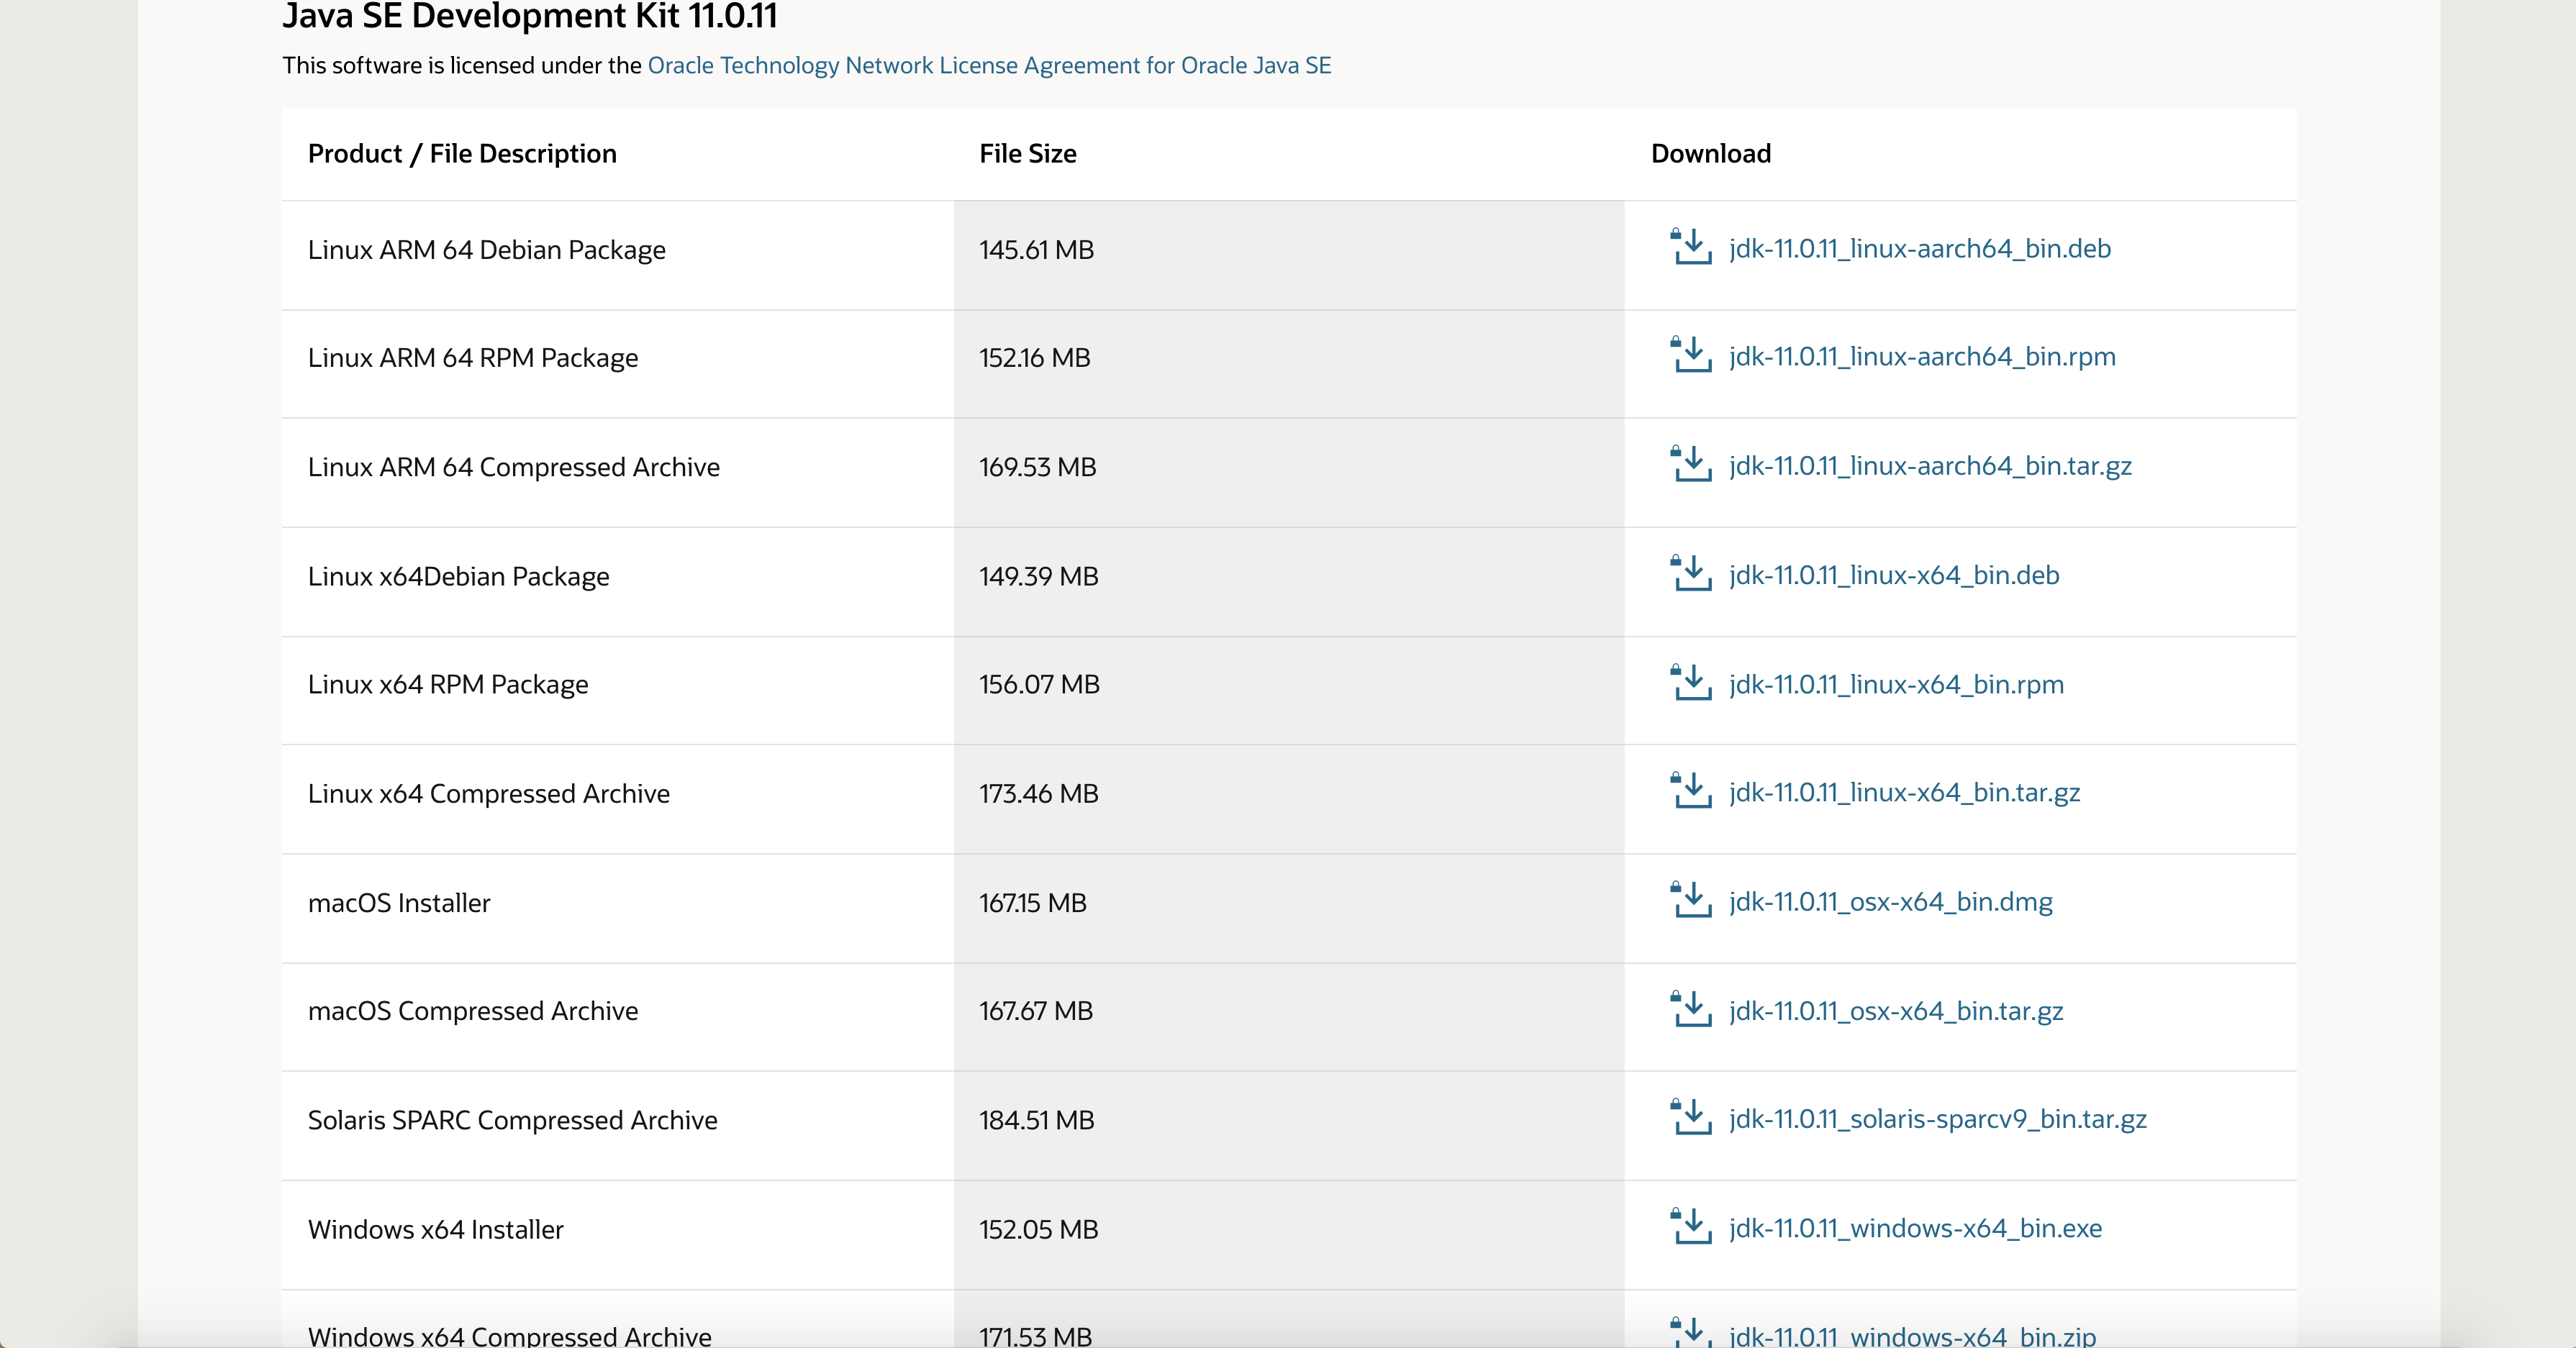 Java SE Development Kit 11.0.11
This software is licensed under the Oracle Technology Network License Agreement for Oracle Java SE
Product / File Description File Size Download
Linux ARM 64 Debian Package 145.61 MB jdk-11.0.11_linux-aarch64_bin.deb
Linux ARM 64 RPM Package 152.16 MB jdk-11.0.11_linux-aarch64_bin.rpm
Linux ARM 64 Compressed Archive 169.53 MB jdk-11.0.11_linux-aarch64_bin.tar.gz
Linux x64Debian Package 149.39 MB jdk-11.0.11_linux-x64_bin.deb
Linux x64 RPM Package 156.07 MB jdk-11.0.11_linux-x64_bin.rpm
Linux x64 Compressed Archive 173.46 MB jdk-11.0.11_linux-x64_bin.tar.gz
macOS Installer 167.15 MB jdk-11.0.11_osx-x64_bin.dmg
macOS Compressed Archive 167.67 MB jdk-11.0.11_osx-x64_bin.tar.gz
Solaris SPARC Compressed Archive 184.51 MB jdk-11.0.11_solaris-sparcv9_bin.tar.gz
Windows x64 Installer 152.05 MB jdk-11.0.11_windows-x64_bin.exe
Windows x64 Compressed Archive 171.53 MB jdk-11.0.11_windows-x64_bin.zip